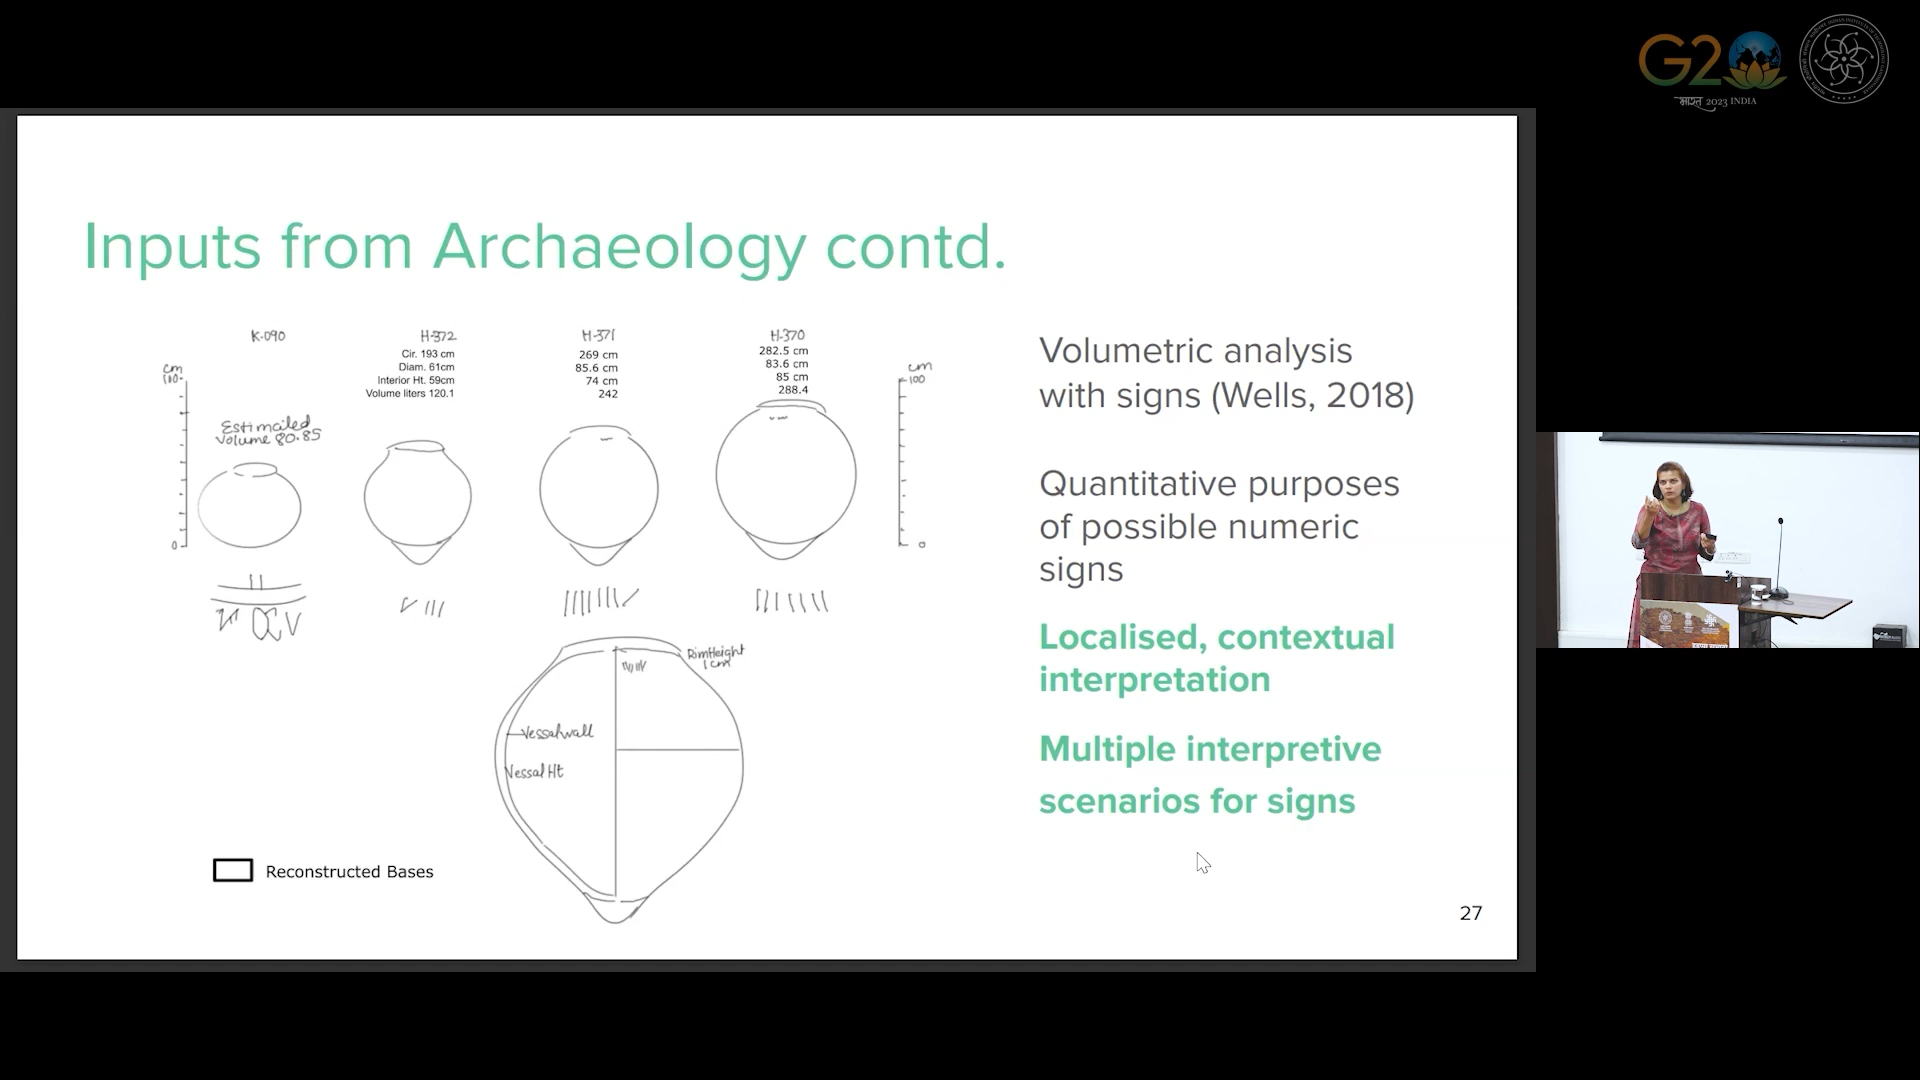 G20
भारत 2023 INDIA
Inputs from Archaeology contd.
K-090
H-372
H-371
H-370
Cir. 193 cm
Diam. 61cm
Interior Ht. 59cm
Volume liters 120.1
269 cm
85.6 cm
74 cm
242
282.5 cm
83.6 cm
85 cm
288.4
cm
100
0
Estimated
Volume 80.85
cm
100
0
RimHeight
1 cm
Vessalwall
Vessal Ht
Reconstructed Bases
Volumetric analysis
with signs (Wells, 2018)
Quantitative purposes
of possible numeric
signs
Localised, contextual
interpretation
Multiple interpretive
scenarios for signs
27